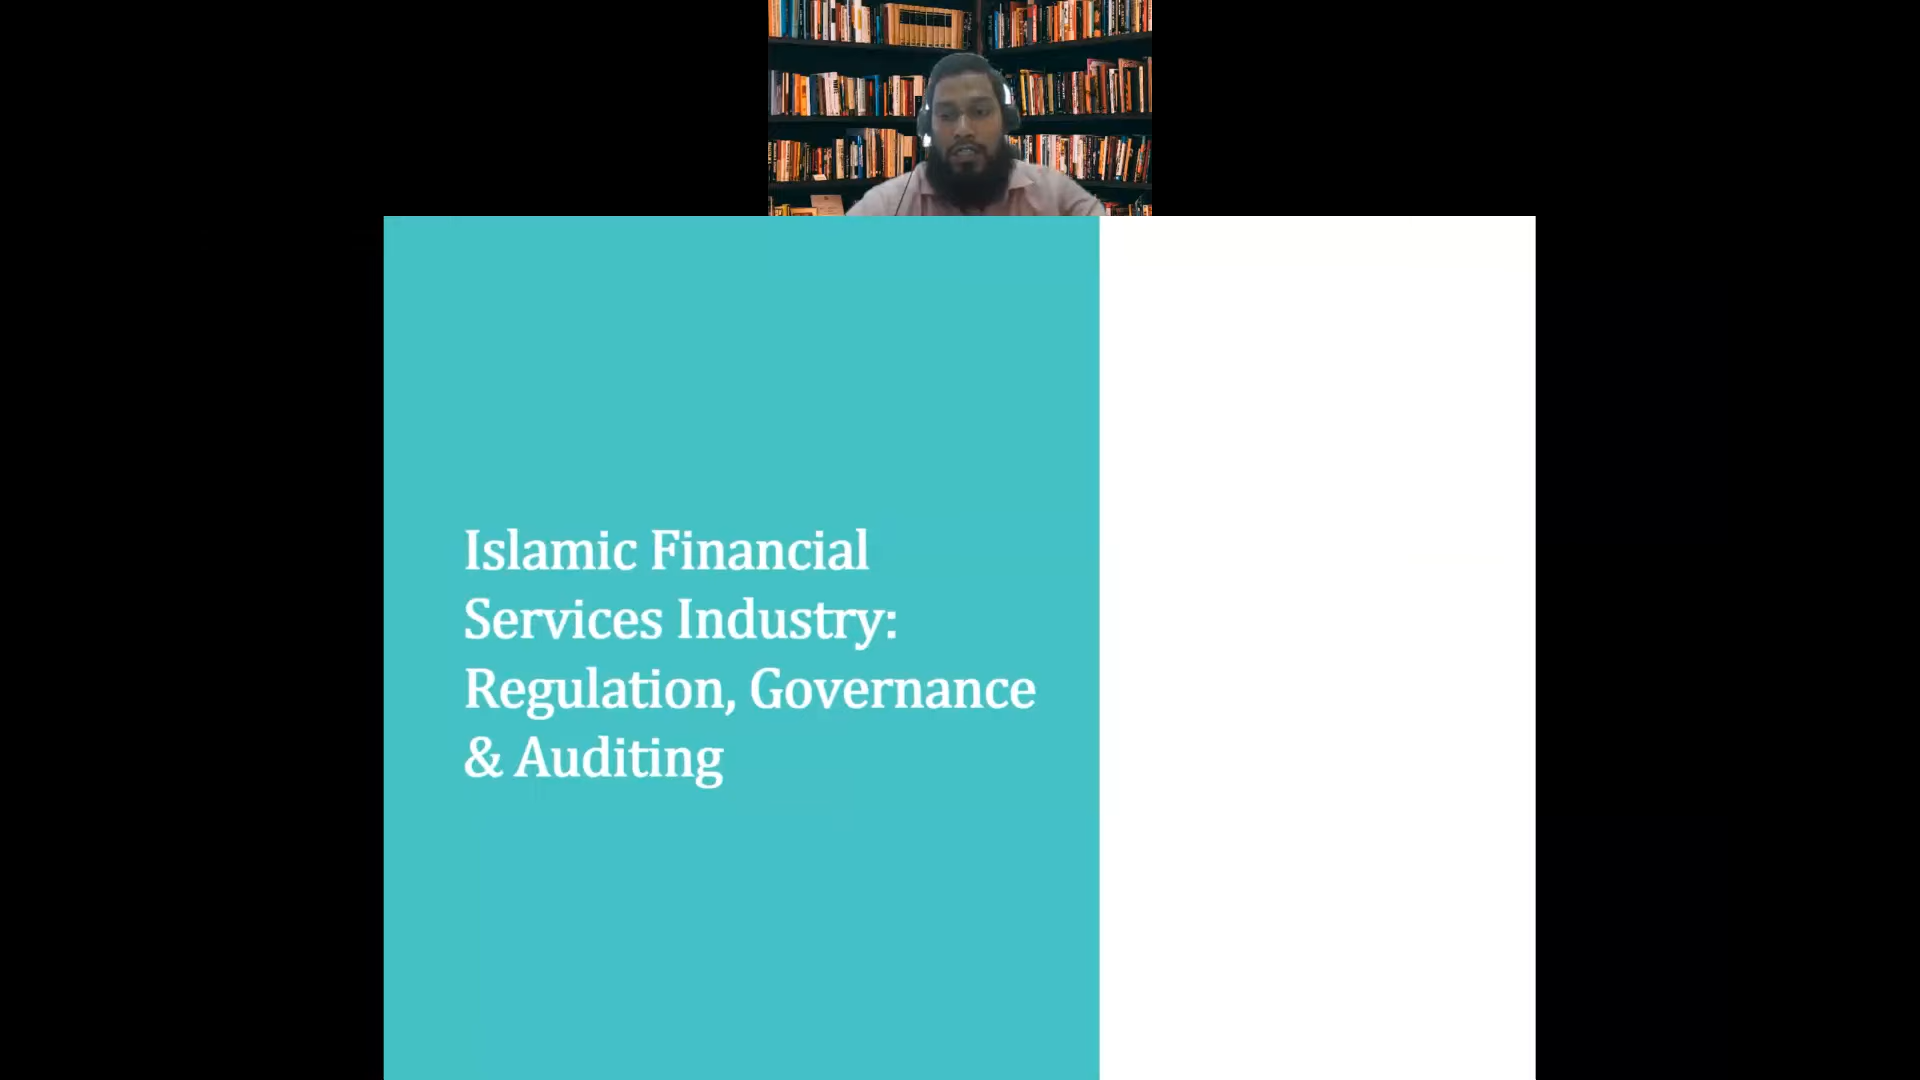 Islamic Financial
Services Industry:
Regulation, Governance
& Auditing